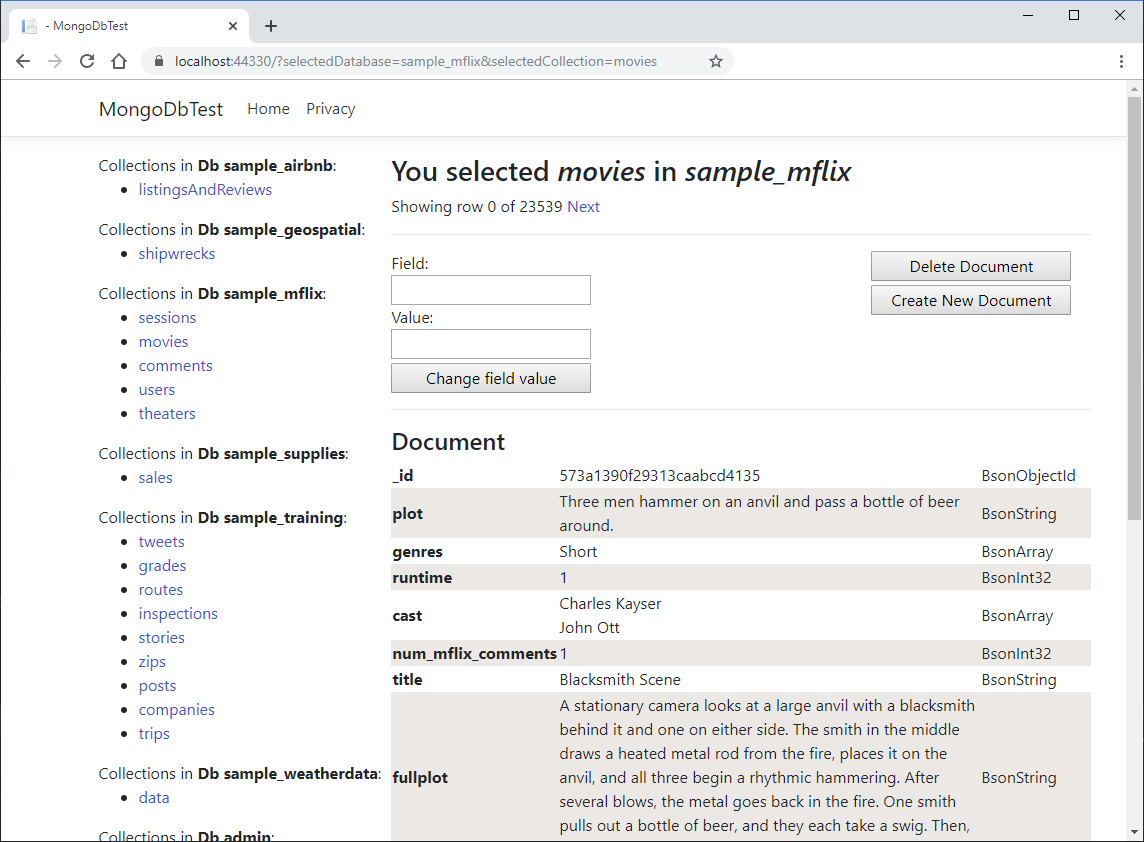 - MongoDbTest
localhost:44330/?selectedDatabase=sample_mflix&selectedCollection=movies
MongoDbTest Home Privacy
Collections in Db sample_airbnb:
listingsAndReviews
Collections in Db sample_geospatial:
shipwrecks
Collections in Db sample_mflix:
sessions
movies
comments
users
theaters
Collections in Db sample_supplies:
sales
Collections in Db sample_training:
tweets
grades
routes
inspections
stories
zips
posts
companies
trips
Collections in Db sample_weatherdata:
data
Collections in Db admin:
You selected movies in sample_mflix
Showing row 0 of 23539 Next
Field:
Value:
Change field value
Delete Document
Create New Document
Document
_id 573a1390f29313caabcd4135 BsonObjectId
plot Three men hammer on an anvil and pass a bottle of beer
around. BsonString
genres Short BsonArray
runtime 1 BsonInt32
cast Charles Kayser
John Ott BsonArray
num_mflix_comments 1 BsonInt32
title Blacksmith Scene BsonString
fullplot A stationary camera looks at a large anvil with a blacksmith
behind it and one on either side. The smith in the middle
draws a heated metal rod from the fire, places it on the
anvil, and all three begin a rhythmic hammering. After BsonString
several blows, the metal goes back in the fire. One smith
pulls out a bottle of beer, and they each take a swig. Then,